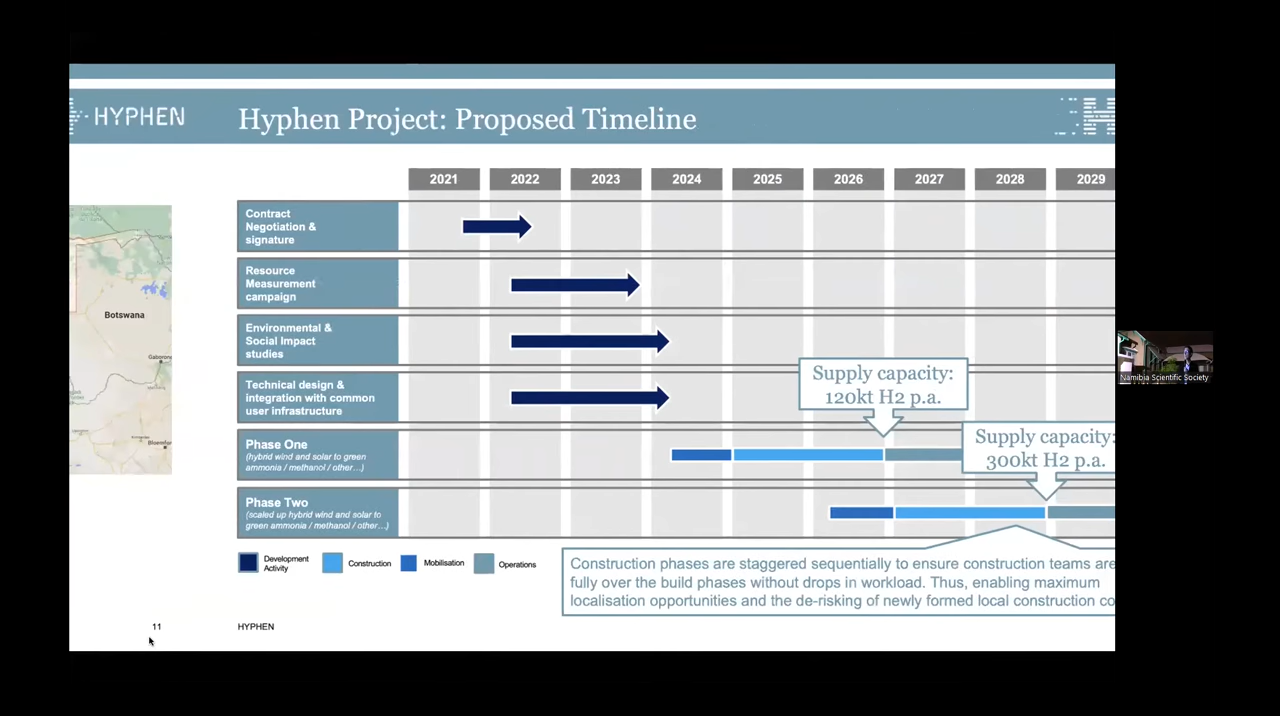 HYPHEN
Hyphen Project: Proposed Timeline
H
2021
2022
2023
2024
2025
2026
2027
2028
2029
Contract
Negotiation &
signature
Resource
Measurement
campaign
Botswana
Gaboron
Environmental &
Social Impact
studies
Technical design &
integration with common
user infrastructure
Supply capacity:
120kt H2 p.a.
Supply capacity:
300kt H2 p.a.
Phase One
(hybrid wind and solar to green
ammonia / methanol / other…)
Phase Two
(scaled up hybrid wind and solar to
green ammonia / methanol / other…)
Development
Activity
Construction
Mobilisation
Operations
Construction phases are staggered sequentially to ensure construction teams are
fully over the build phases without drops in workload. Thus, enabling maximum
localisation opportunities and the de-risking of newly formed local construction co
11
HYPHEN
Namibia Scientific Society